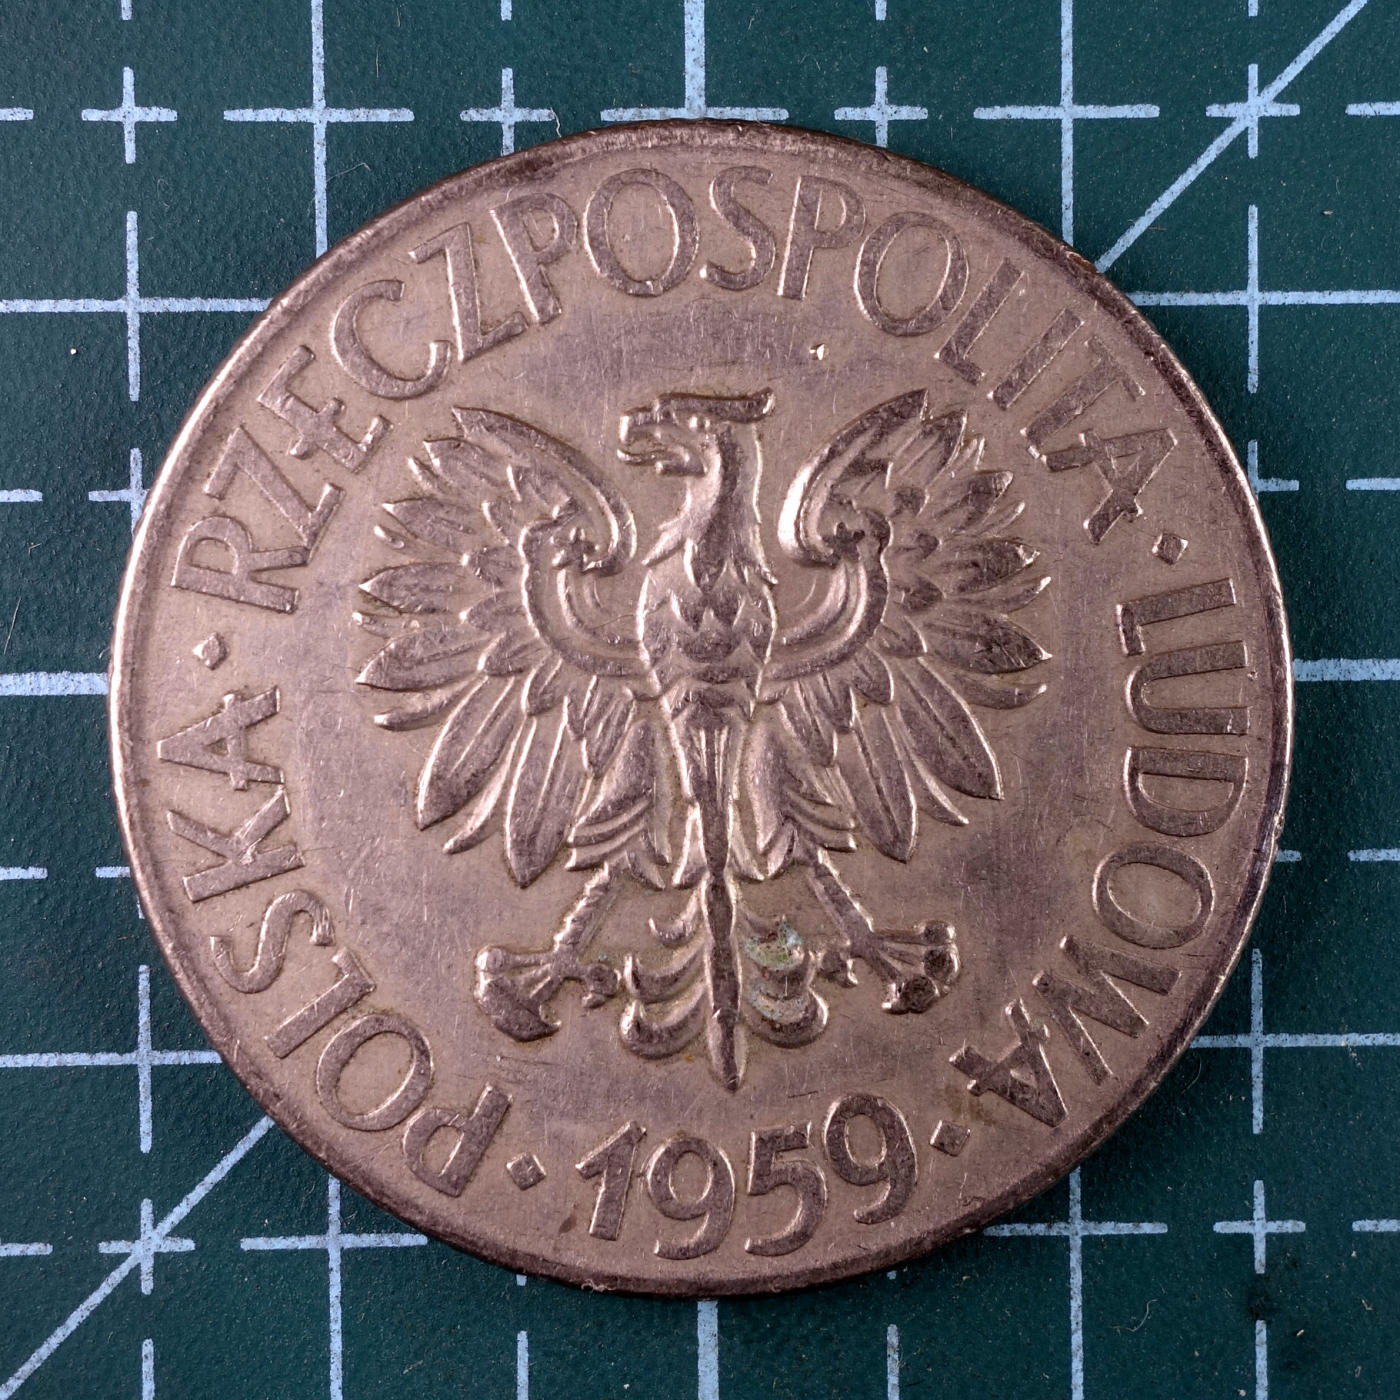 POLSKA · RZECZPOSPOLITA · LUDOWA
· 1959 ·